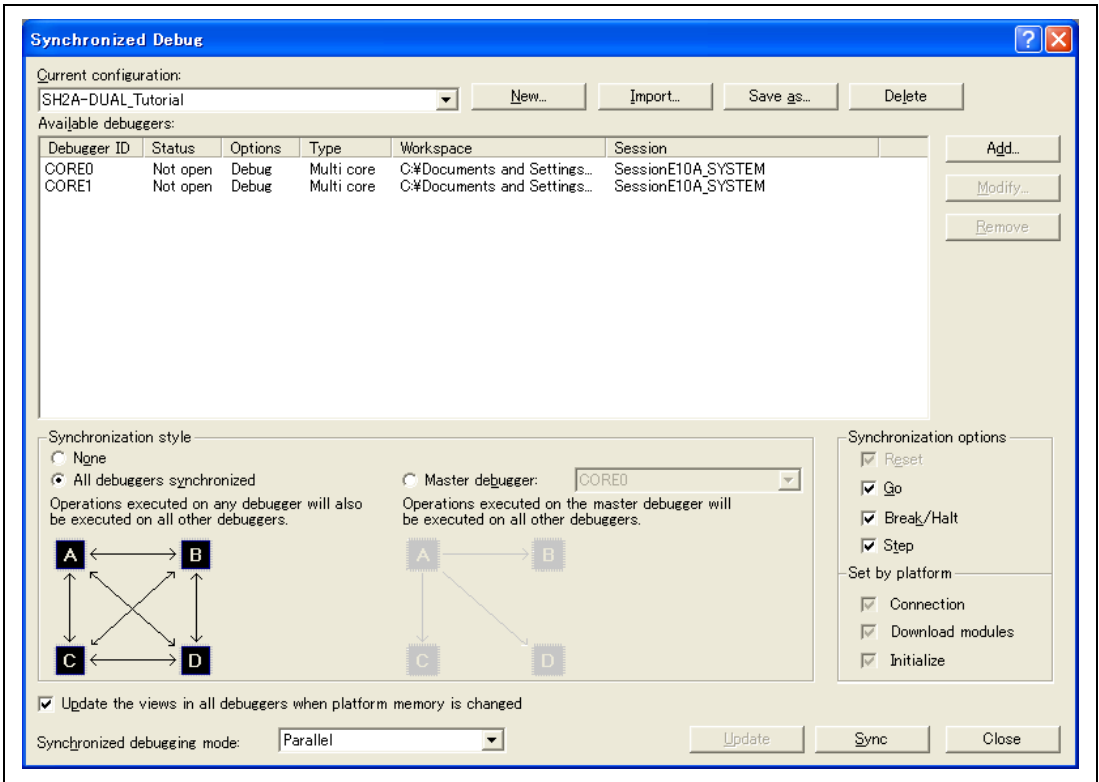 Synchronized Debug
Current configuration:
SH2A-DUAL_Tutorial
New...
Import...
Save as...
Delete
Available debuggers:
Debugger ID Status Options Type Workspace Session
CORE0 Not open Debug Multi core C:¥Documents and Settings... SessionE10A_SYSTEM
CORE1 Not open Debug Multi core C:¥Documents and Settings... SessionE10A_SYSTEM
Add...
Modify...
Remove
Synchronization style
None
All debuggers synchronized
Operations executed on any debugger will also
be executed on all other debuggers.
A B
C D
Master debugger: CORE0
Operations executed on the master debugger will
be executed on all other debuggers.
A B
C D
Synchronization options
Reset
Go
Break/Halt
Step
Set by platform
Connection
Download modules
Initialize
Update the views in all debuggers when platform memory is changed
Synchronized debugging mode: Parallel
Update
Sync
Close